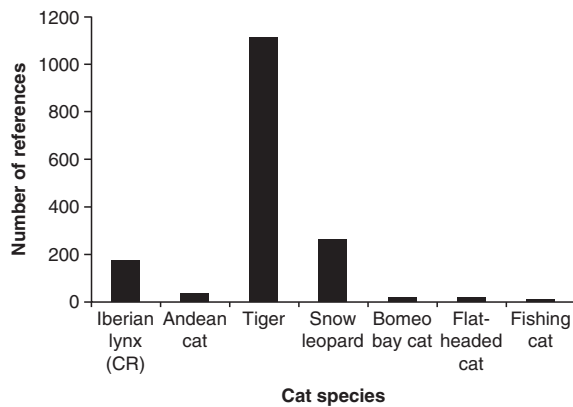 1200
1000
800
600
400
200
0
Number of references
Iberian lynx (CR)
Andean cat
Tiger
Snow leopard
Borneo bay cat
Flat-headed cat
Fishing cat
Cat species